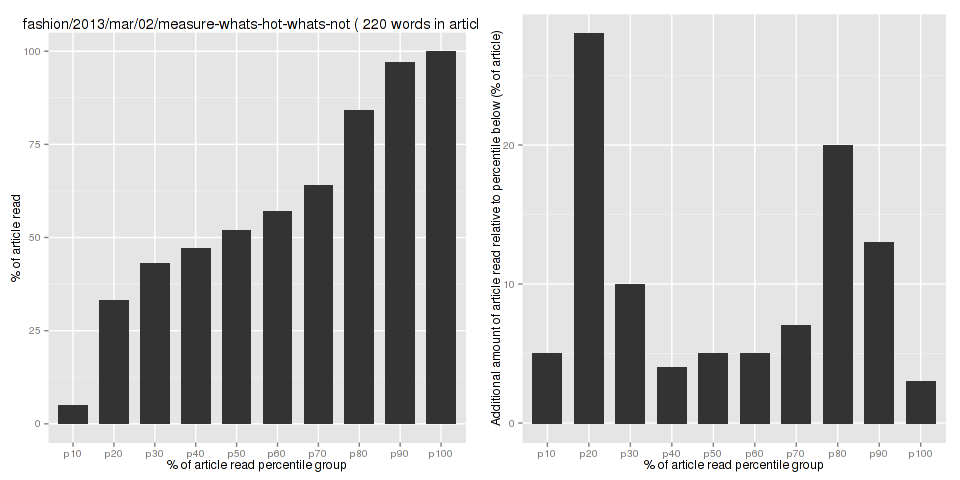 fashion/2013/mar/02/measure-whats-hot-whats-not ( 220 words in articl
% of article read
100
75
50
25
0
p10 p20 p30 p40 p50 p60 p70 p80 p90 p100
% of article read percentile group
Additional amount of article read relative to percentile below (% of article)
20
10
0
p10 p20 p30 p40 p50 p60 p70 p80 p90 p100
% of article read percentile group